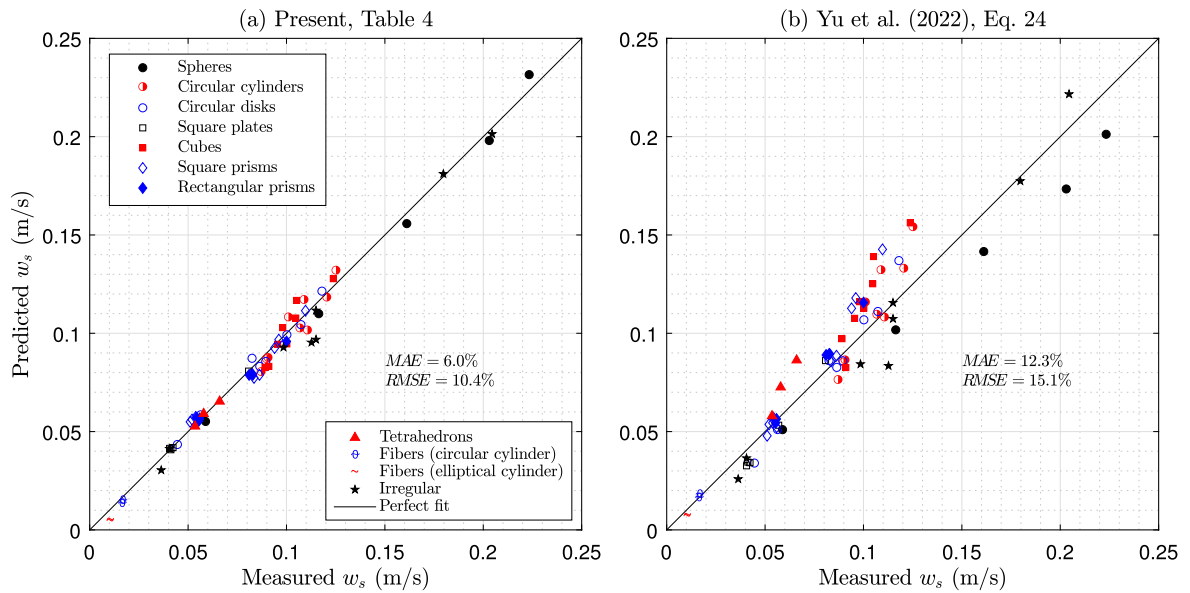 (a) Present, Table 4
0.25
0.2
0.15
0.1
0.05
0
0
0.05
0.1
0.15
0.2
0.25
Predicted w_s (m/s)
Measured w_s (m/s)
Spheres
Circular cylinders
Circular disks
Square plates
Cubes
Square prisms
Rectangular prisms
MAE = 6.0%
RMSE = 10.4%
Tetrahedrons
Fibers (circular cylinder)
Fibers (elliptical cylinder)
Irregular
Perfect fit
(b) Yu et al. (2022), Eq. 24
0.25
0.2
0.15
0.1
0.05
0
0
0.05
0.1
0.15
0.2
0.25
MAE = 12.3%
RMSE = 15.1%
Measured w_s (m/s)